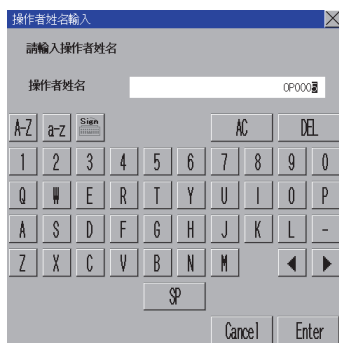 操作者姓名輸入
請輸入操作者姓名
操作者姓名 OP000
A-Z a-z Sign AC DEL
1 2 3 4 5 6 7 8 9 0
Q W E R T Y U I O P
A S D F G H J K L -
Z X C V B N M ◀ ▶
SP
Cancel Enter